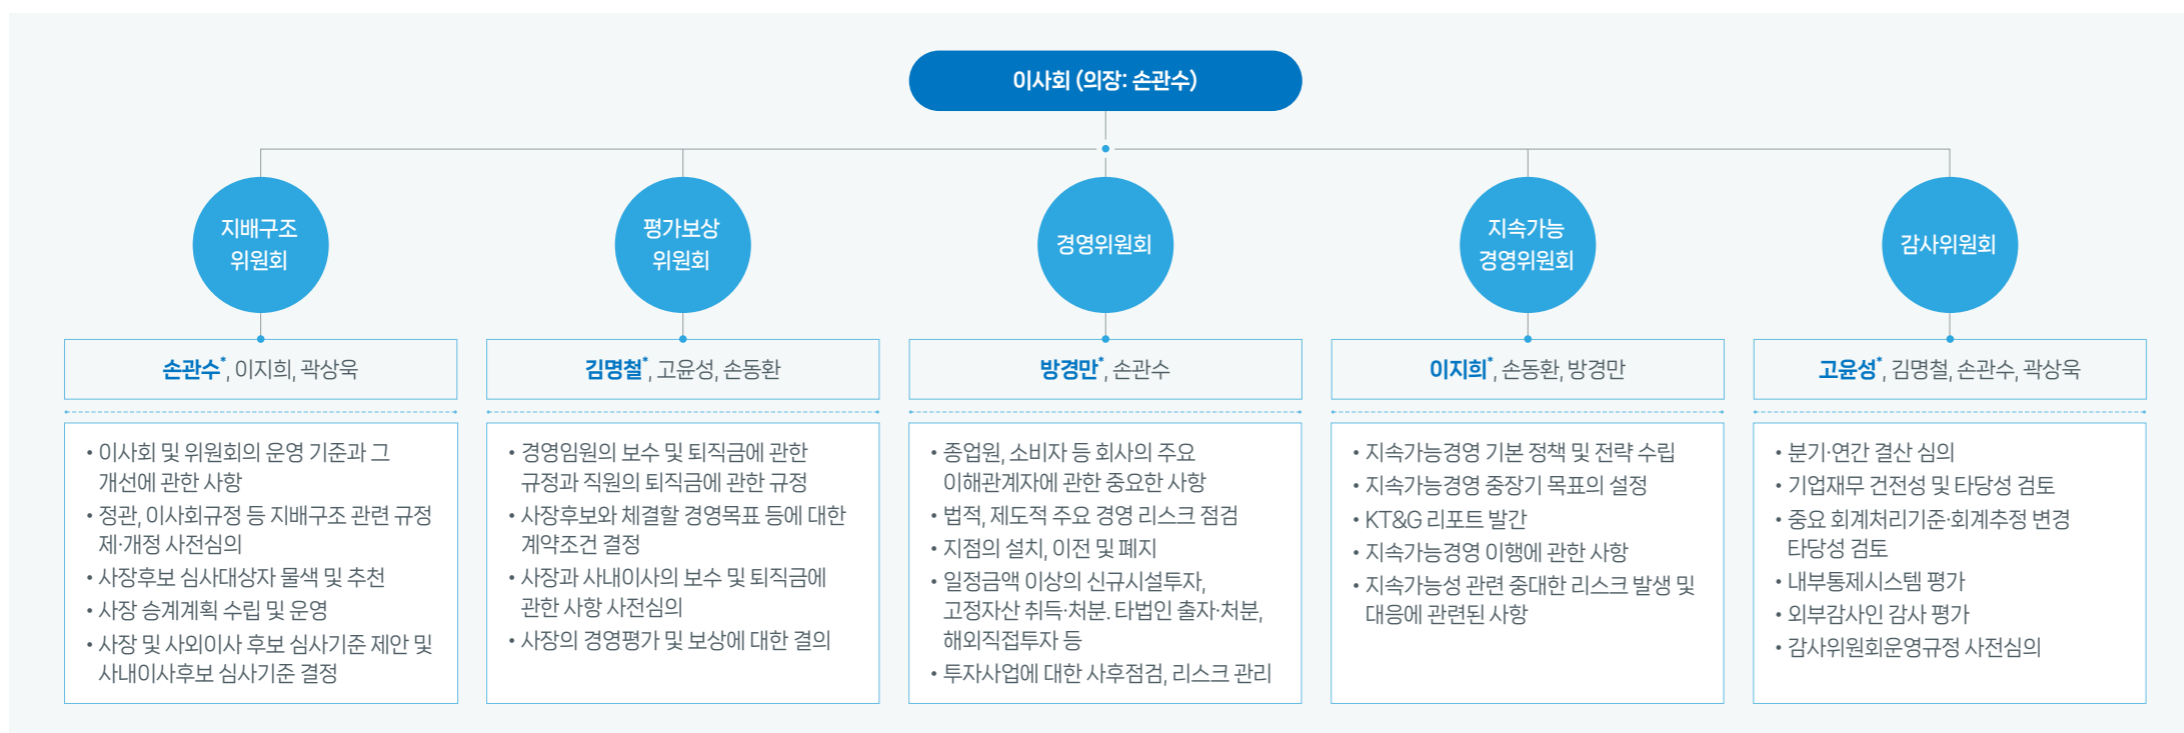 이사회 (의장: 손관수)
지배구조
위원회
손관수*, 이지희, 곽상욱
• 이사회 및 위원회의 운영 기준과 그
개선에 관한 사항
• 정관, 이사회규정 등 지배구조 관련 규정
제·개정 사전심의
• 사장후보 심사대상자 물색 및 추천
• 사장 승계계획 수립 및 운영
• 사장 및 사외이사 후보 심사기준 제안 및
사내이사후보 심사기준 결정
평가보상
위원회
김명철*, 고윤성, 손동환
• 경영임원의 보수 및 퇴직금에 관한
규정과 직원의 퇴직금에 관한 규정
• 사장후보와 체결할 경영목표 등에 대한
계약조건 결정
• 사장과 사내이사의 보수 및 퇴직금에
관한 사항 사전심의
• 사장의 경영평가 및 보상에 대한 결의
경영위원회
방경만*, 손관수
• 종업원, 소비자 등 회사의 주요
이해관계자에 관한 중요한 사항
• 법적, 제도적 주요 경영 리스크 점검
• 지점의 설치, 이전 및 폐지
• 일정금액 이상의 신규시설투자,
고정자산 취득·처분. 타법인 출자·처분,
해외직접투자 등
• 투자사업에 대한 사후점검, 리스크 관리
지속가능
경영위원회
이지희*, 손동환, 방경만
• 지속가능경영 기본 정책 및 전략 수립
• 지속가능경영 중장기 목표의 설정
• KT&G 리포트 발간
• 지속가능경영 이행에 관한 사항
• 지속가능성 관련 중대한 리스크 발생 및
대응에 관련된 사항
감사위원회
고윤성*, 김명철, 손관수, 곽상욱
• 분기·연간 결산 심의
• 기업재무 건전성 및 타당성 검토
• 중요 회계처리기준·회계추정 변경
타당성 검토
• 내부통제시스템 평가
• 외부감사인 감사 평가
• 감사위원회운영규정 사전심의